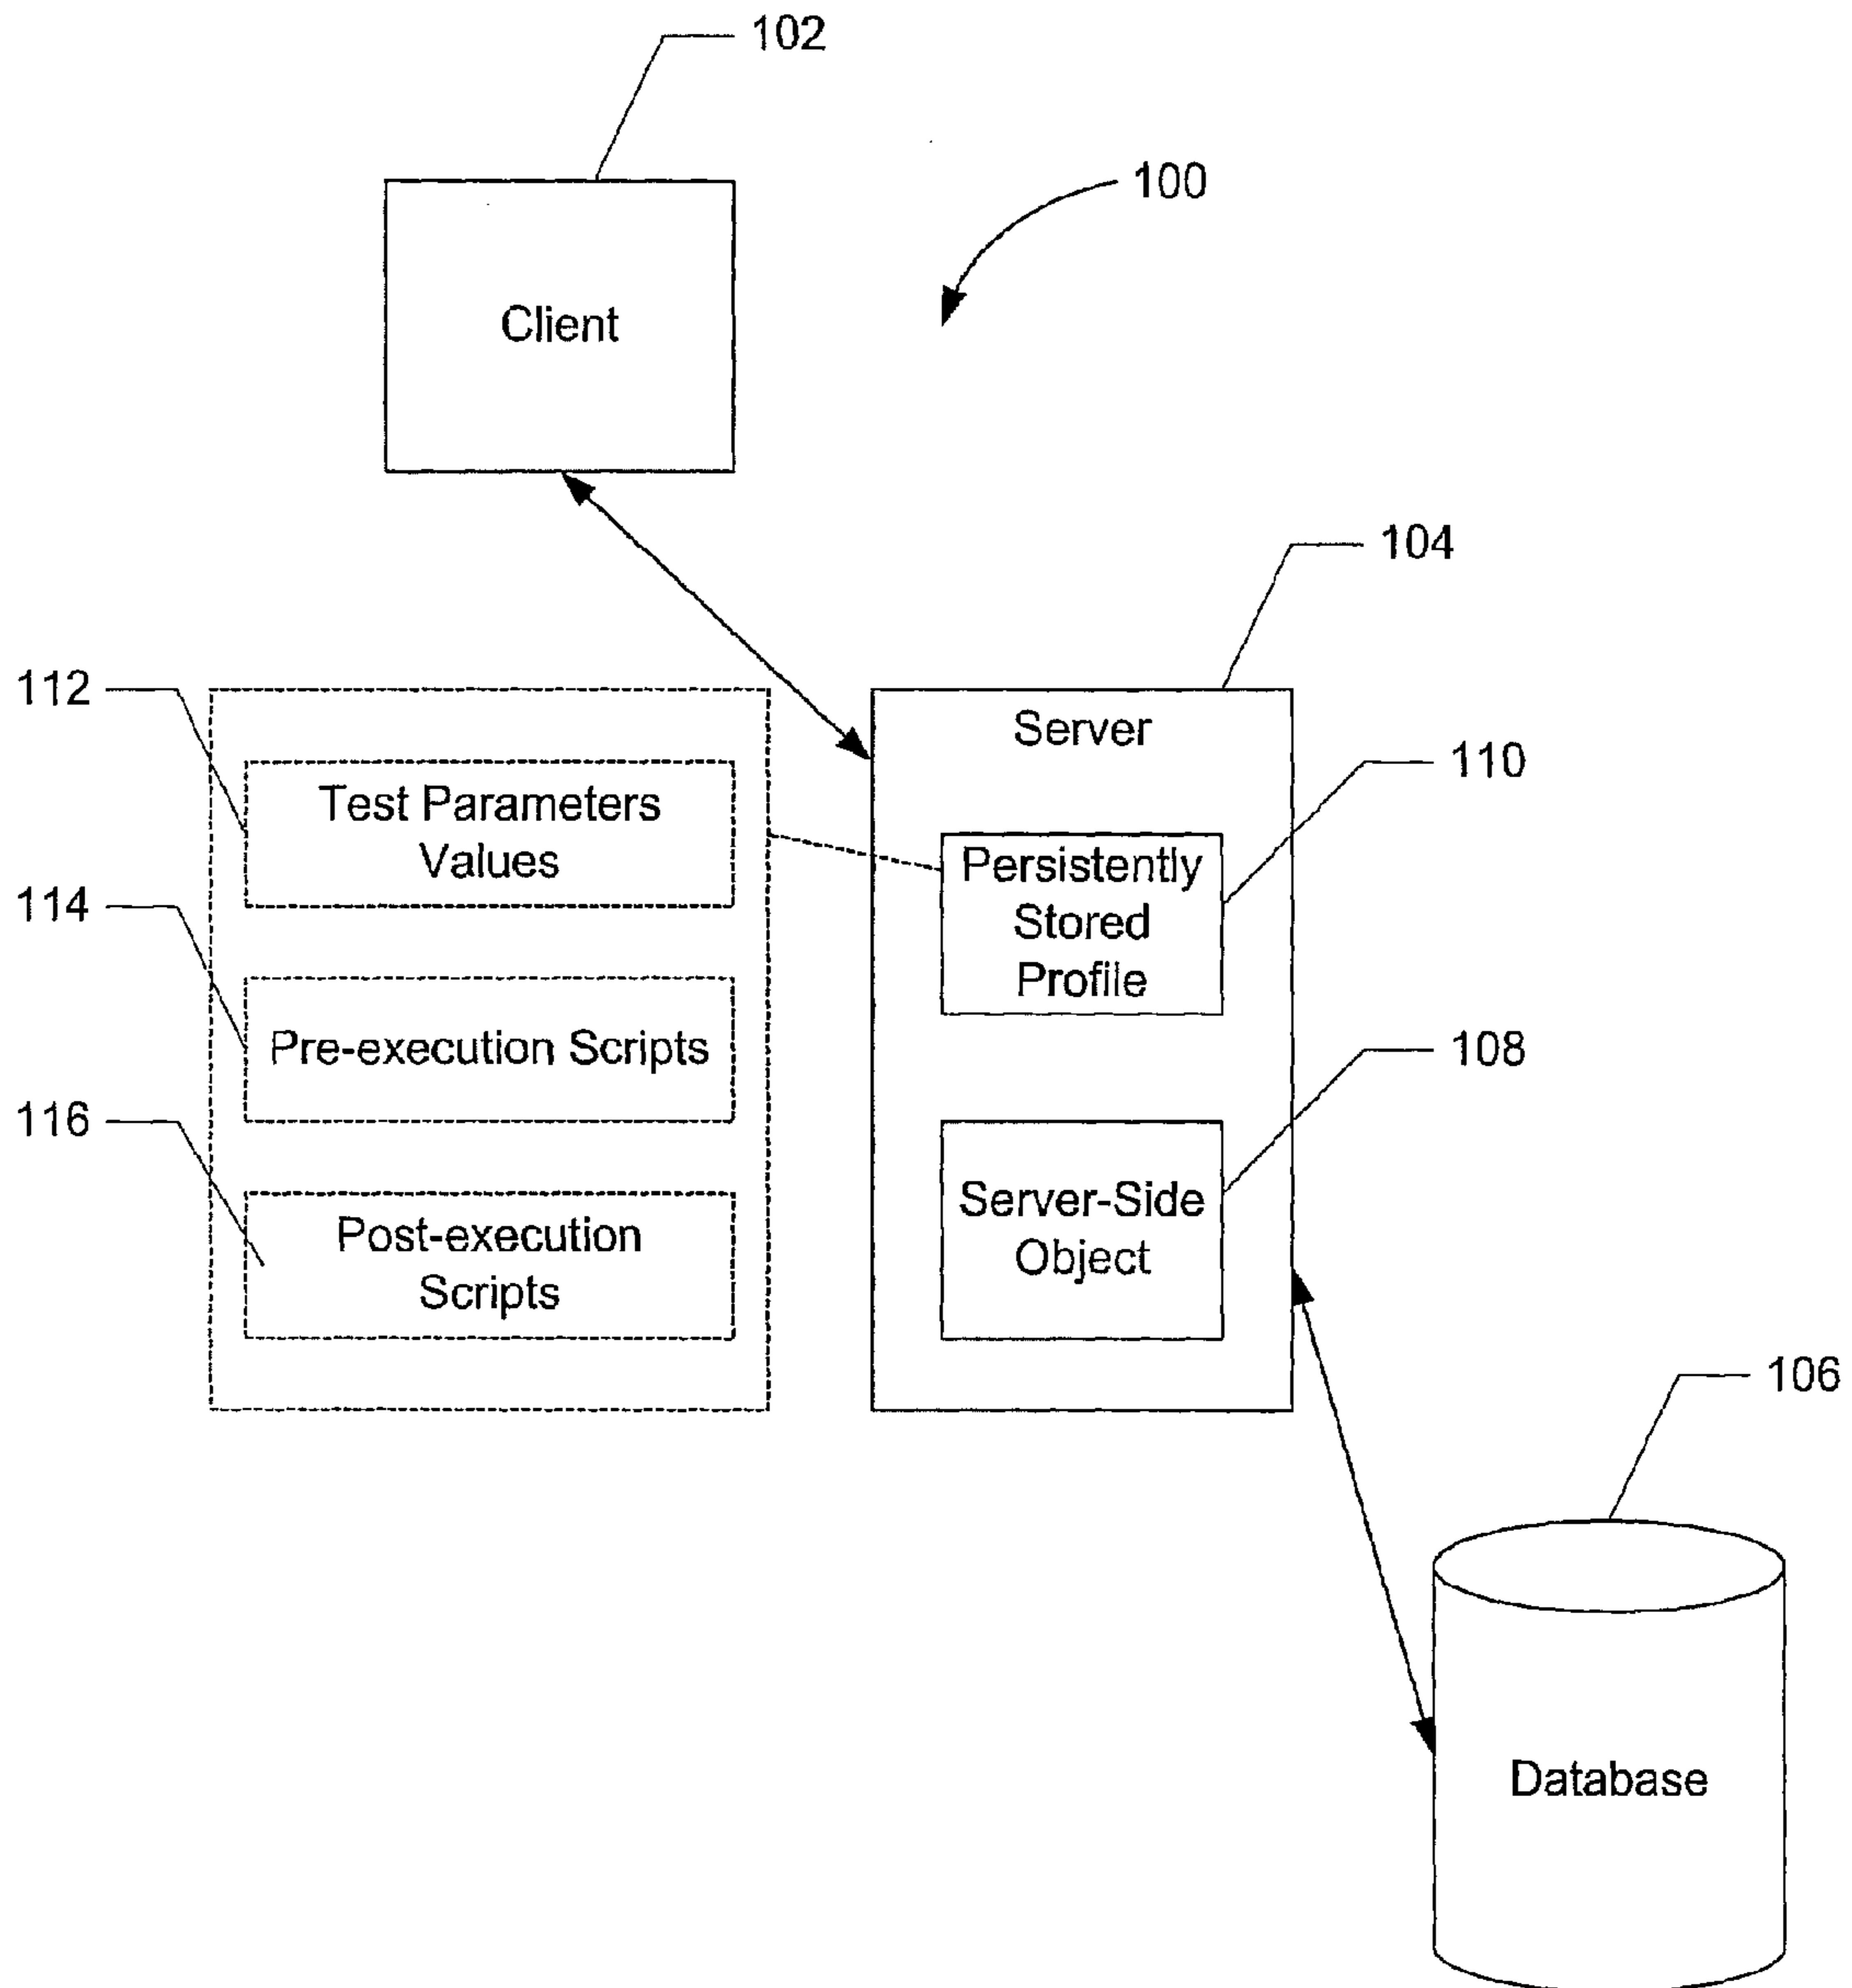 102
100
Client
104
112
Server
110
Test Parameters
Values
Persistently
Stored
Profile
114
Pre-execution Scripts
108
116
Server-Side
Object
Post-execution
Scripts
106
Database